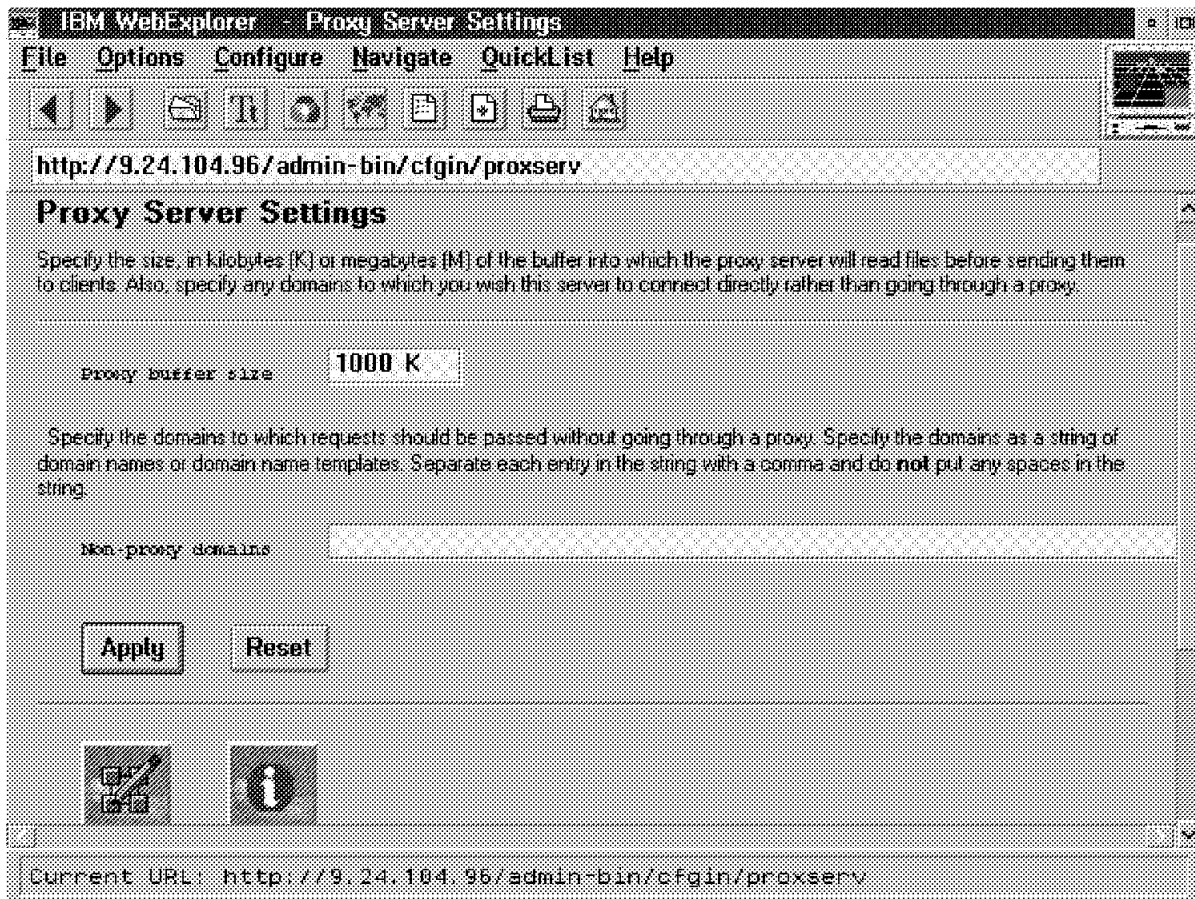 IBM WebExplorer - Proxy Server Settings
File Options Configure Navigate QuickList Help
http://9.24.104.96/admin-bin/cfgin/proxserv
Proxy Server Settings
Specify the size, in kilobytes (K) or megabytes (M) of the buffer into which the proxy server will read files before sending them
to clients. Also, specify any domains to which you wish this server to connect directly rather than going through a proxy.
Proxy buffer size 1000 K
Specify the domains to which requests should be passed without going through a proxy. Specify the domains as a string of
domain names or domain name templates. Separate each entry in the string with a comma and do not put any spaces in the
string.
Non-proxy domains
Apply Reset
Current URL: http://9.24.104.96/admin-bin/cfgin/proxserv